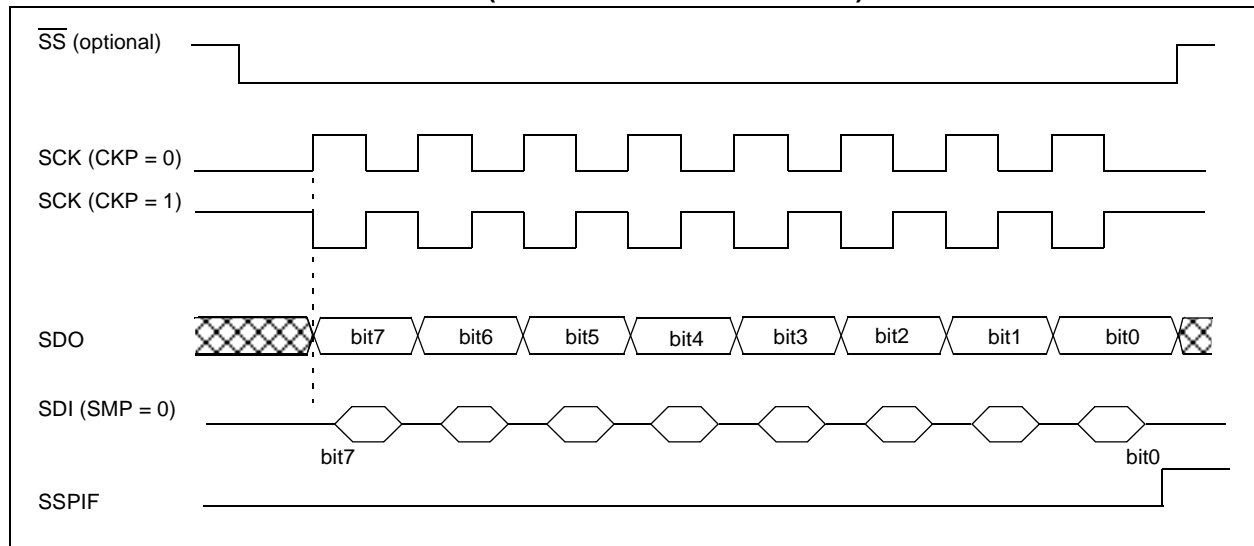 SS (optional)
SCK (CKP = 0)
SCK (CKP = 1)
SDO
bit7 bit6 bit5 bit4 bit3 bit2 bit1 bit0
SDI (SMP = 0)
bit7 bit0
SSPIF